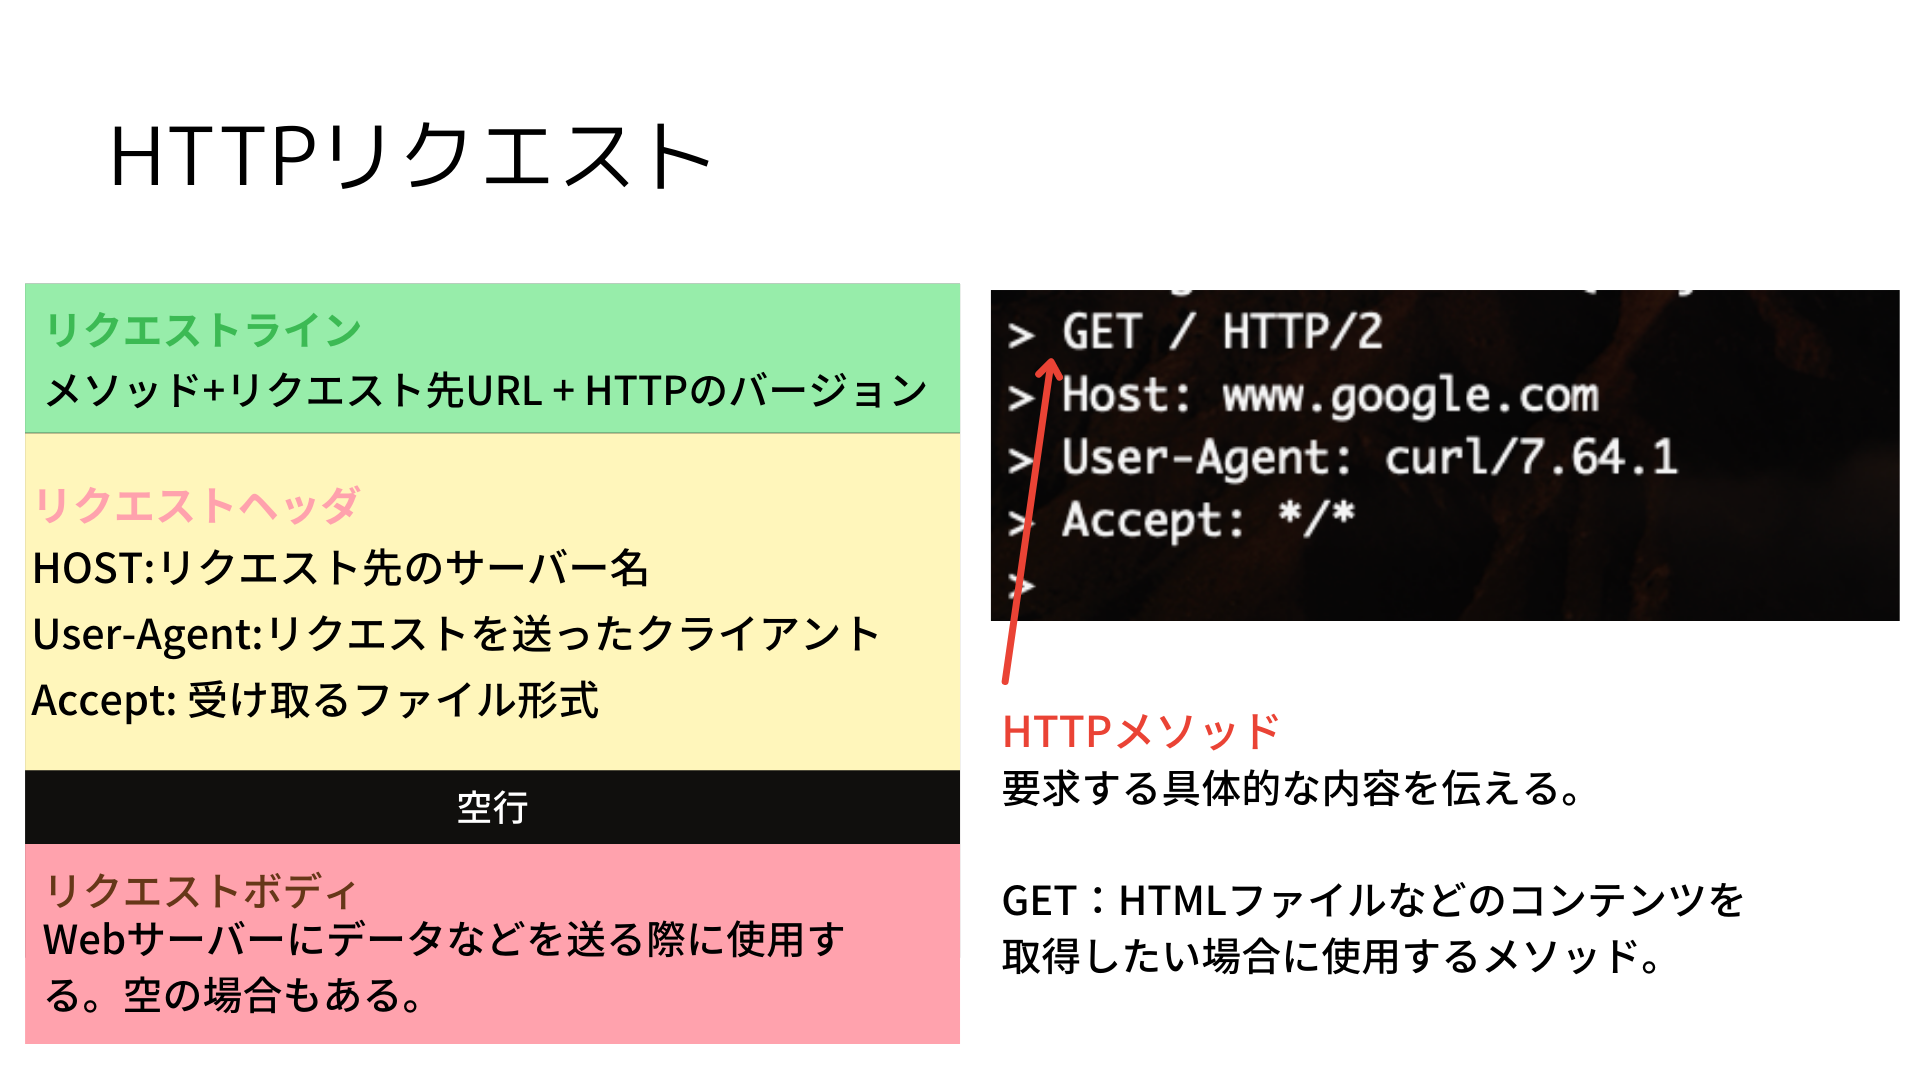 HTTPリクエスト
リクエストライン
メソッド+リクエスト先URL + HTTPのバージョン
リクエストヘッダ
HOST:リクエスト先のサーバー名
User-Agent:リクエストを送ったクライアント
Accept: 受け取るファイル形式
空行
リクエストボディ
Webサーバーにデータなどを送る際に使用す
る。空の場合もある。
> GET / HTTP/2
> Host: www.google.com
> User-Agent: curl/7.64.1
> Accept: */*
>
HTTPメソッド
要求する具体的な内容を伝える。
GET：HTMLファイルなどのコンテンツを
取得したい場合に使用するメソッド。